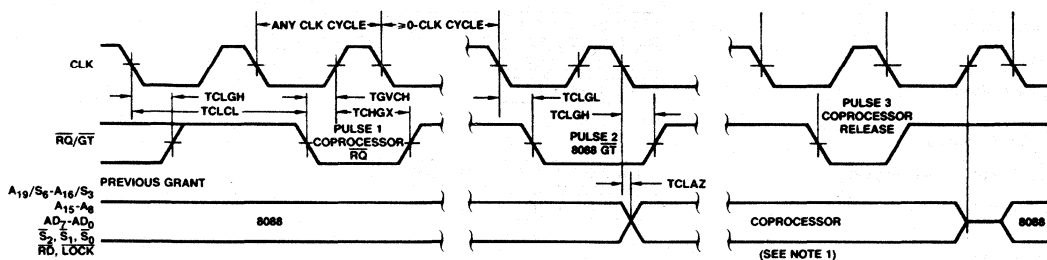 ANY CLK CYCLE
≥0-CLK CYCLE
CLK
TCLGH
TGVCH
TCLGL
TCLCL
TCHGX
TCLGH
PULSE 3
COPROCESSOR
RELEASE
RQ/GT
PULSE 1
COPROCESSOR
RQ
PULSE 2
8088 GT
PREVIOUS GRANT
TCLAZ
A19/S6-A16/S3
A15-A8
AD7-AD0
S2, S1, S0
RD, LOCK
8088
COPROCESSOR
8088
(SEE NOTE 1)